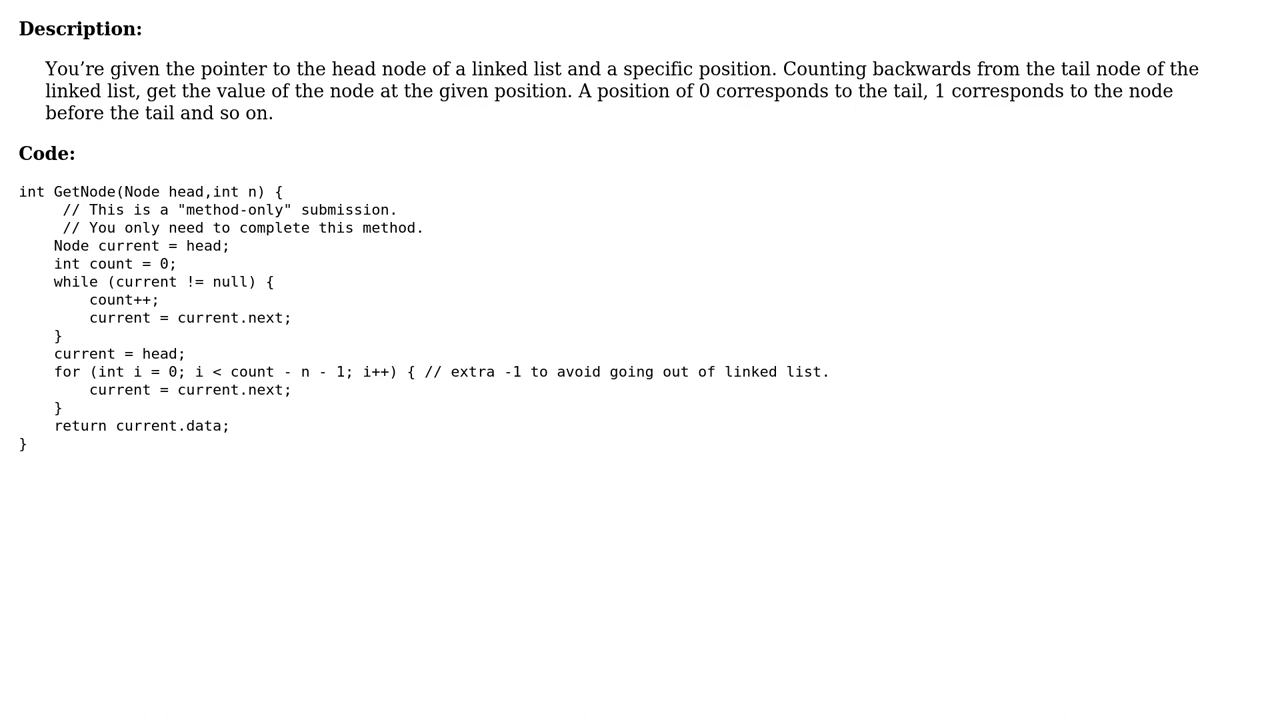 Description:
You’re given the pointer to the head node of a linked list and a specific position. Counting backwards from the tail node of the
linked list, get the value of the node at the given position. A position of 0 corresponds to the tail, 1 corresponds to the node
before the tail and so on.
Code:
int GetNode(Node head,int n) {
     // This is a "method-only" submission.
     // You only need to complete this method.
    Node current = head;
    int count = 0;
    while (current != null) {
        count++;
        current = current.next;
    }
    current = head;
    for (int i = 0; i < count - n - 1; i++) { // extra -1 to avoid going out of linked list.
        current = current.next;
    }
    return current.data;
}